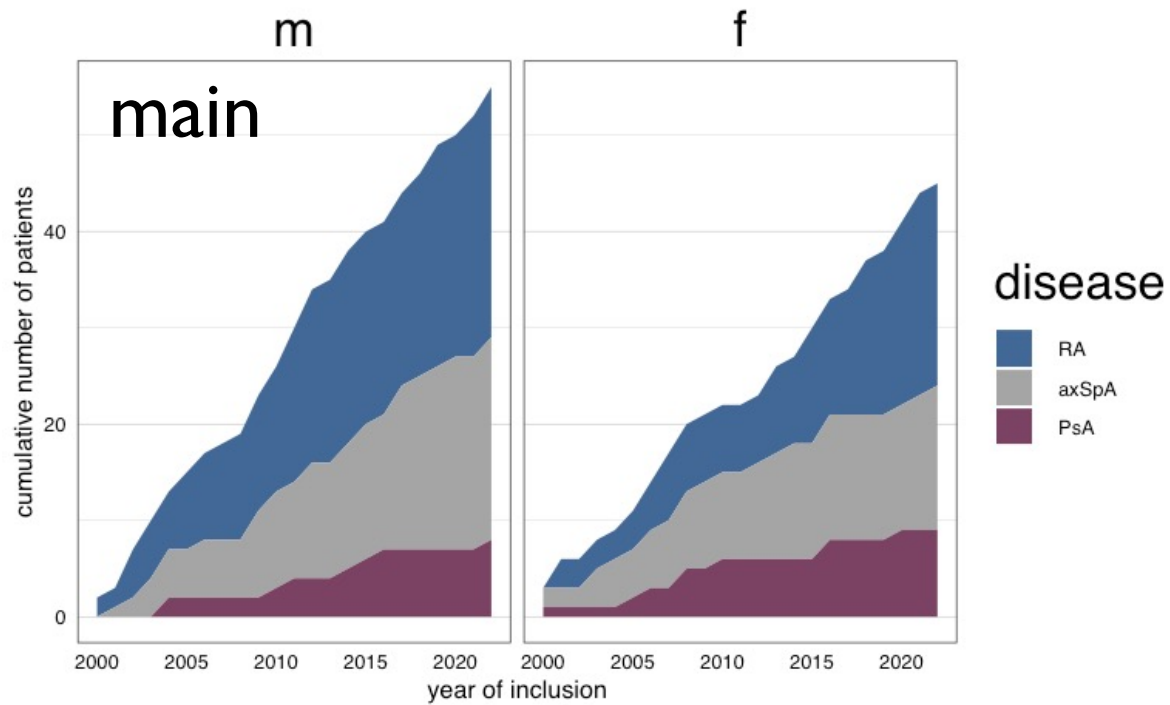 m f
main
cumulative number of patients
40
20
0
2000 2005 2010 2015 2020 2000 2005 2010 2015 2020
year of inclusion
disease
RA
axSpA
PsA